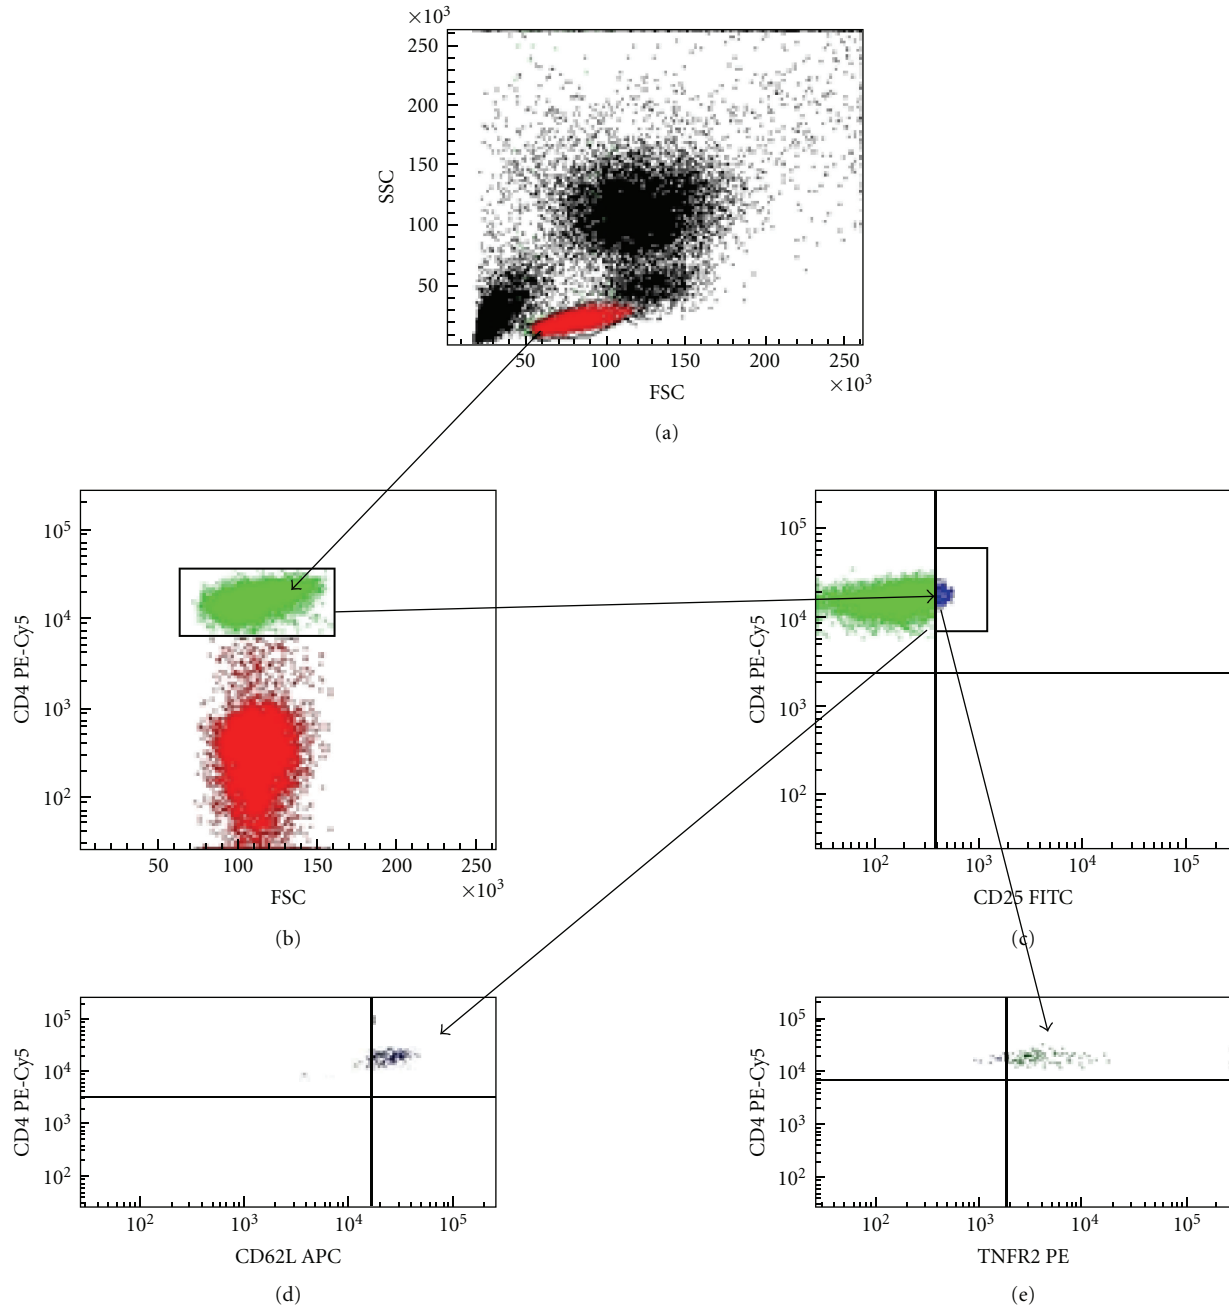 ×10³
250
200
150
100
50
SSC
50 100 150 200 250
×10³
FSC
(a)
10⁵
10⁴
10³
10²
CD4 PE-Cy5
50 100 150 200 250
×10³
FSC
(b)
10⁵
10⁴
10³
10²
CD4 PE-Cy5
10² 10³ 10⁴ 10⁵
CD25 FITC
(c)
10⁵
10⁴
10³
10²
CD4 PE-Cy5
10² 10³ 10⁴ 10⁵
CD62L APC
(d)
10⁵
10⁴
10³
10²
CD4 PE-Cy5
10² 10³ 10⁴ 10⁵
TNFR2 PE
(e)